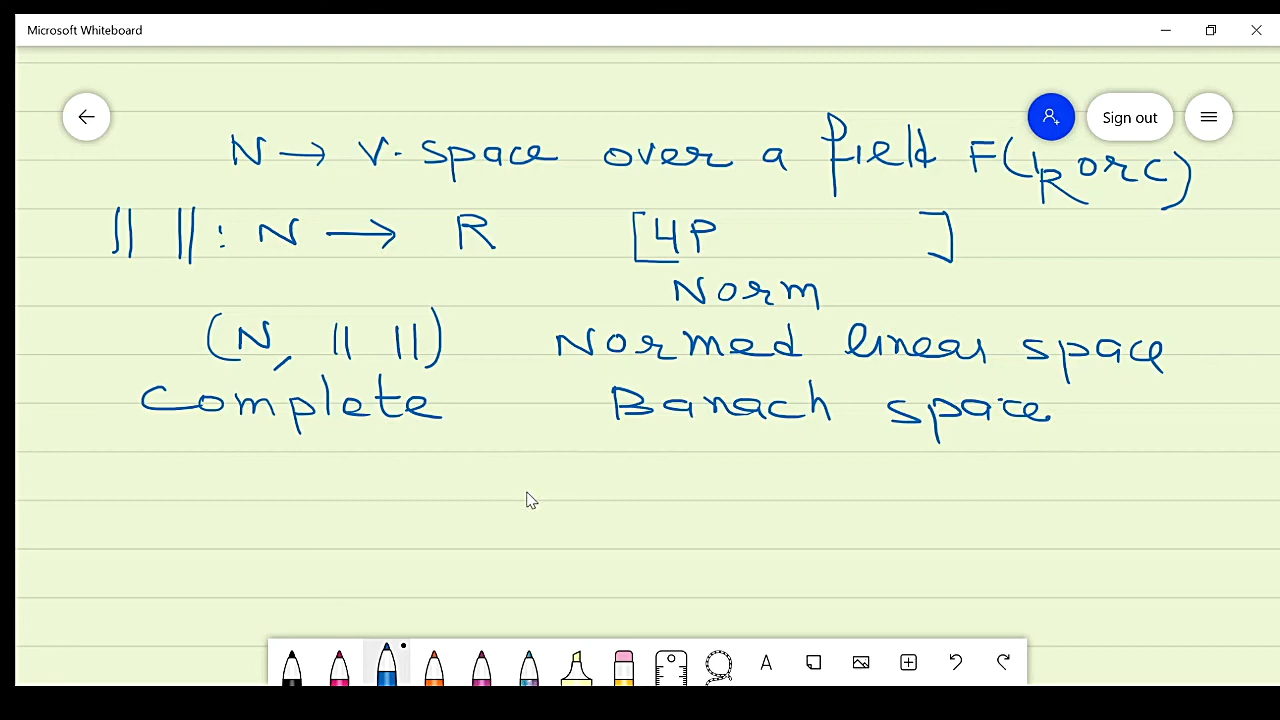 Microsoft Whiteboard
Sign out
N → V. space over a field F(R or C)
|| || : N → R [4P ]
Norm
(N, || ||) Normed linear space
Complete Banach space
A